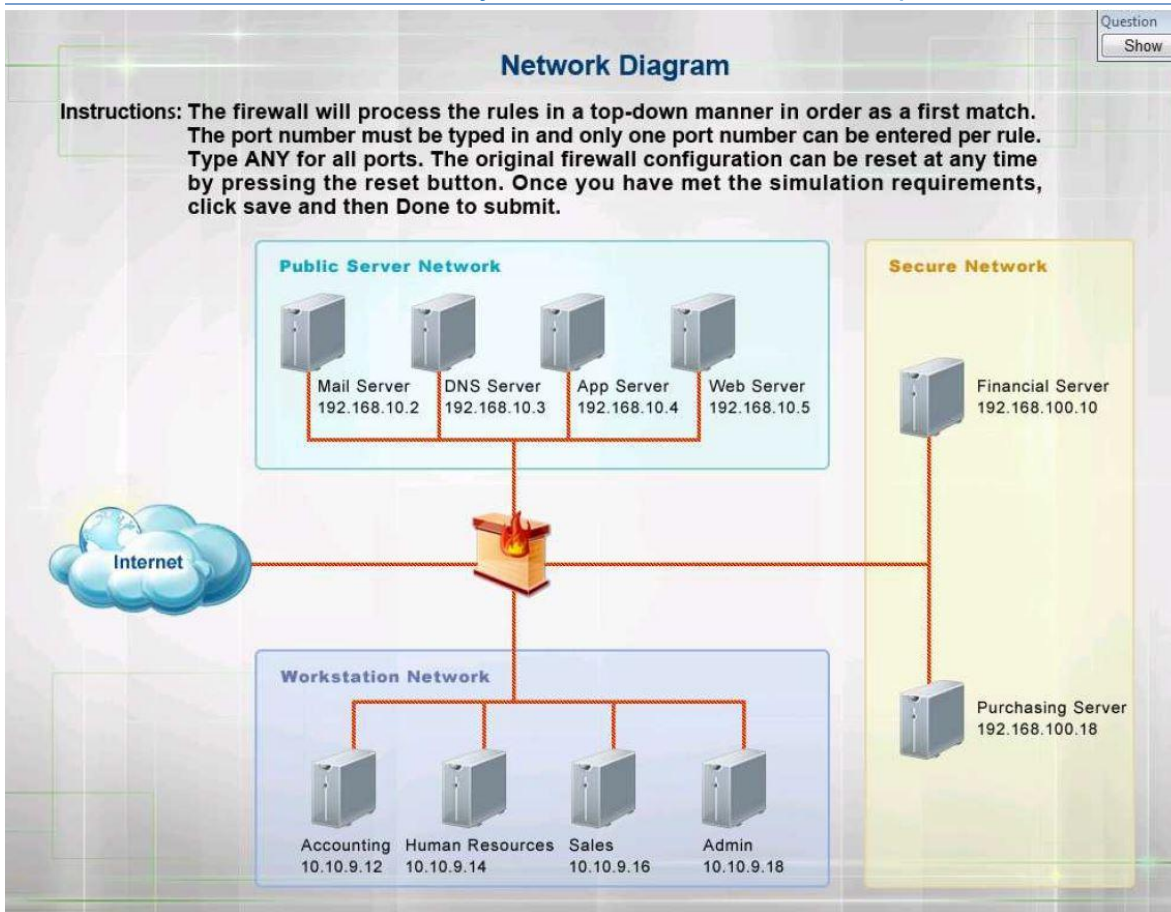 Question
Show
Network Diagram
Instructions: The firewall will process the rules in a top-down manner in order as a first match.
The port number must be typed in and only one port number can be entered per rule.
Type ANY for all ports. The original firewall configuration can be reset at any time
by pressing the reset button. Once you have met the simulation requirements,
click save and then Done to submit.
Public Server Network
Mail Server
192.168.10.2
DNS Server
192.168.10.3
App Server
192.168.10.4
Web Server
192.168.10.5
Secure Network
Financial Server
192.168.100.10
Internet
Purchasing Server
192.168.100.18
Workstation Network
Accounting
10.10.9.12
Human Resources
10.10.9.14
Sales
10.10.9.16
Admin
10.10.9.18